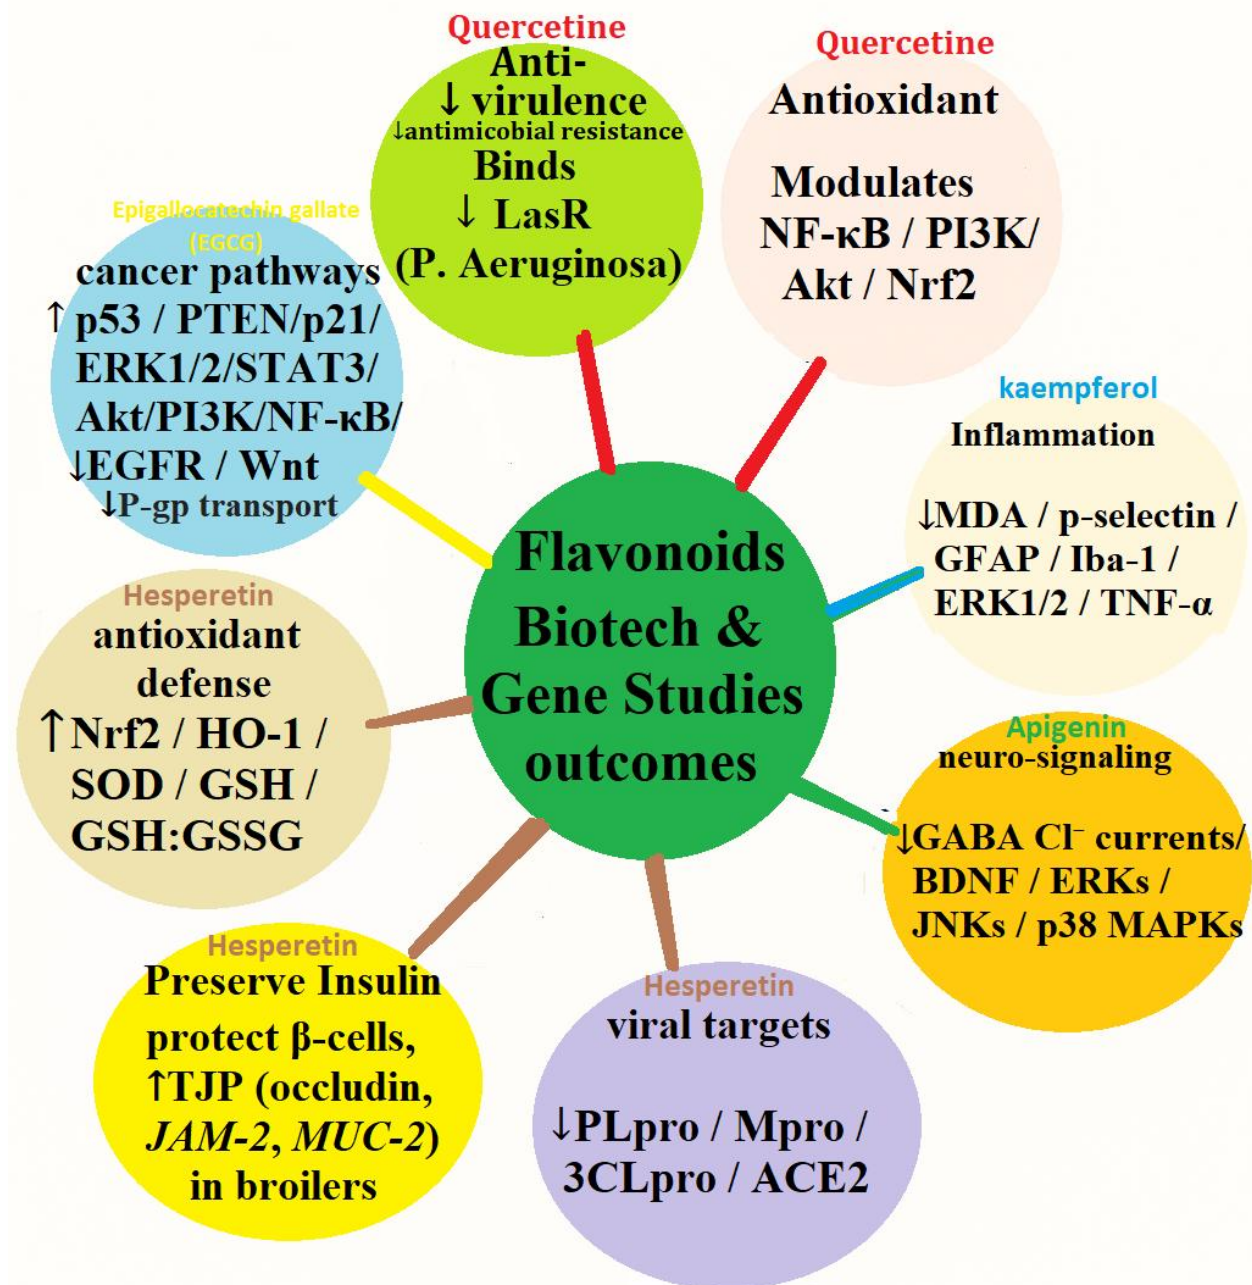 Quercetine
Anti-
↓ virulence
↓antimicobial resistance
Binds
↓ LasR
(P. Aeruginosa)
Quercetine
Antioxidant
Modulates
NF-κB / PI3K/
Akt / Nrf2
Epigallocatechin gallate
(EGCG)
cancer pathways
↑ p53 / PTEN/p21/
ERK1/2/STAT3/
Akt/PI3K/NF-κB/
↓EGFR / Wnt
↓P-gp transport
kaempferol
Inflammation
↓MDA / p-selectin /
GFAP / Iba-1 /
ERK1/2 / TNF-α
Flavonoids
Biotech &
Gene Studies
outcomes
Hesperetin
antioxidant
defense
↑Nrf2 / HO-1 /
SOD / GSH /
GSH:GSSG
Apigenin
neuro-signaling
↓GABA Cl⁻ currents/
BDNF / ERKs /
JNKs / p38 MAPKs
Hesperetin
Preserve Insulin
protect β-cells,
↑TJP (occludin,
JAM-2, MUC-2)
in broilers
Hesperetin
viral targets
↓PLpro / Mpro /
3CLpro / ACE2